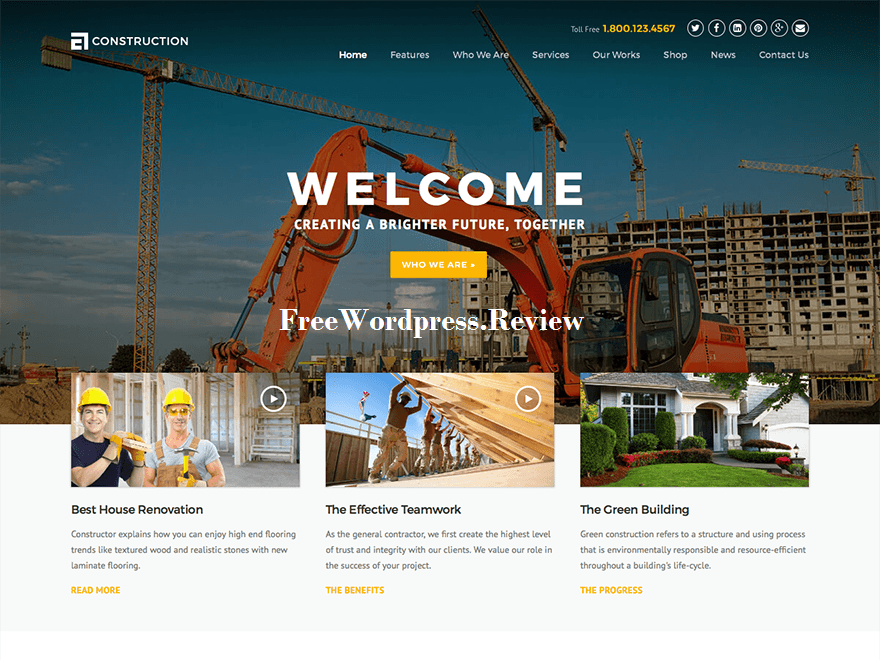 CONSTRUCTION
Toll Free 1.800.123.4567
Home Features Who We Are Services Our Works Shop News Contact Us
WELCOME
CREATING A BRIGHTER FUTURE, TOGETHER
WHO WE ARE »
FreeWordpress.Review
Best House Renovation
Constructor explains how you can enjoy high end flooring
trends like textured wood and realistic stones with new
laminate flooring.
READ MORE
The Effective Teamwork
As the general contractor, we first create the highest level
of trust and integrity with our clients. We value our role in
the success of your project.
THE BENEFITS
The Green Building
Green construction refers to a structure and using process
that is environmentally responsible and resource-efficient
throughout a building's life-cycle.
THE PROGRESS